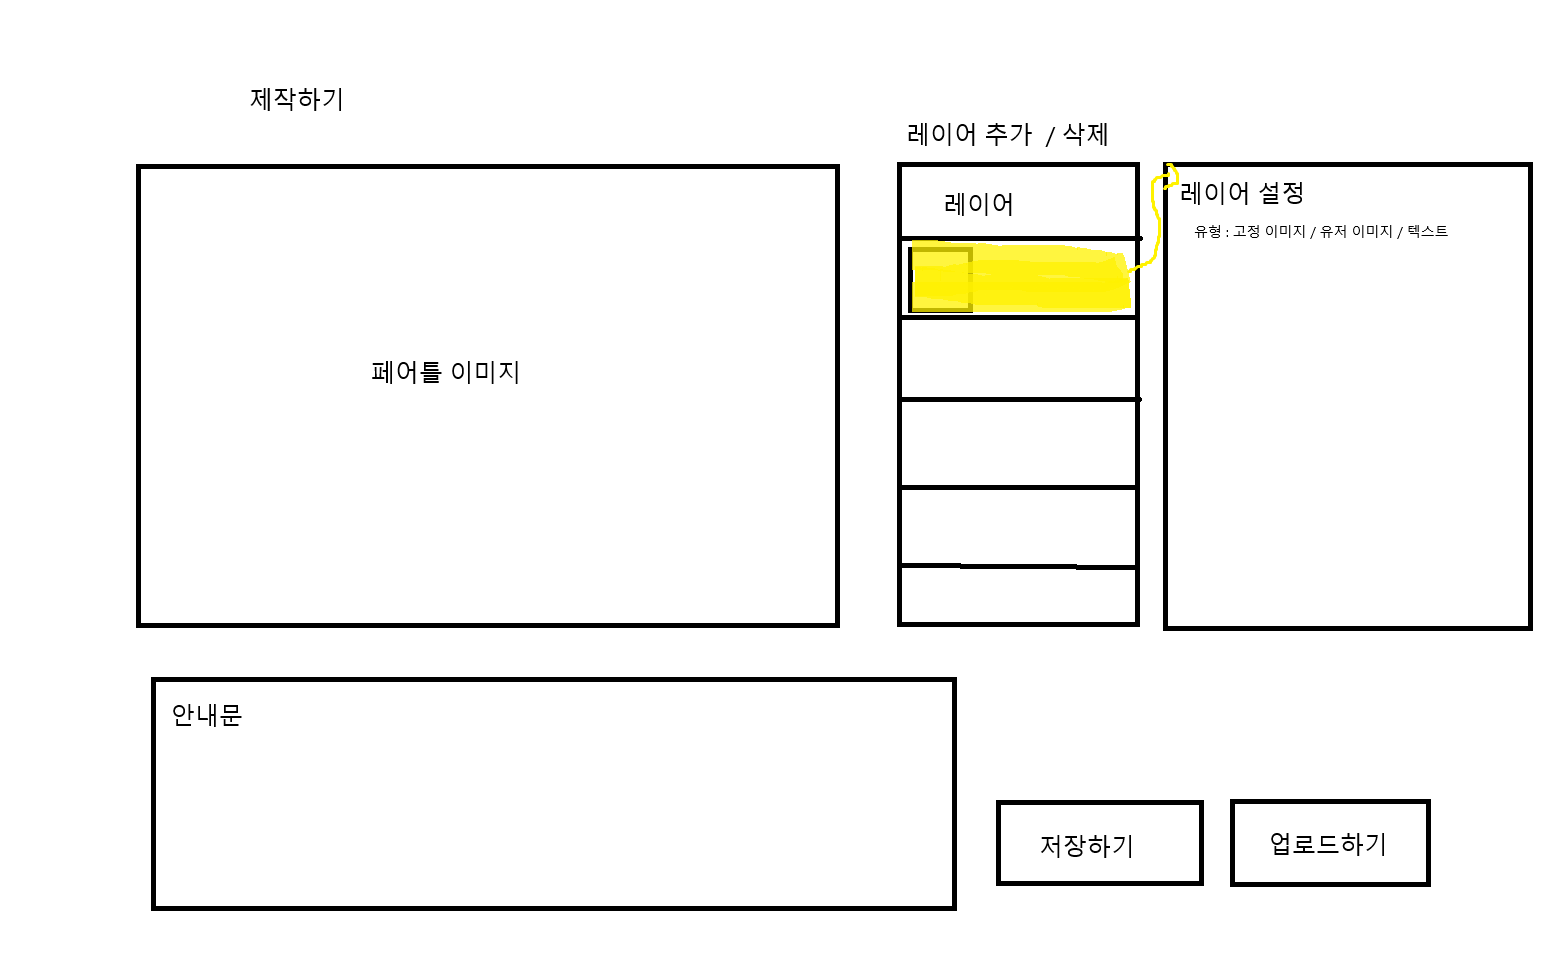 제작하기
레이어 추가 / 삭제
레이어
레이어 설정
유형 : 고정 이미지 / 유저 이미지 / 텍스트
페어틀 이미지
안내문
저장하기
업로드하기